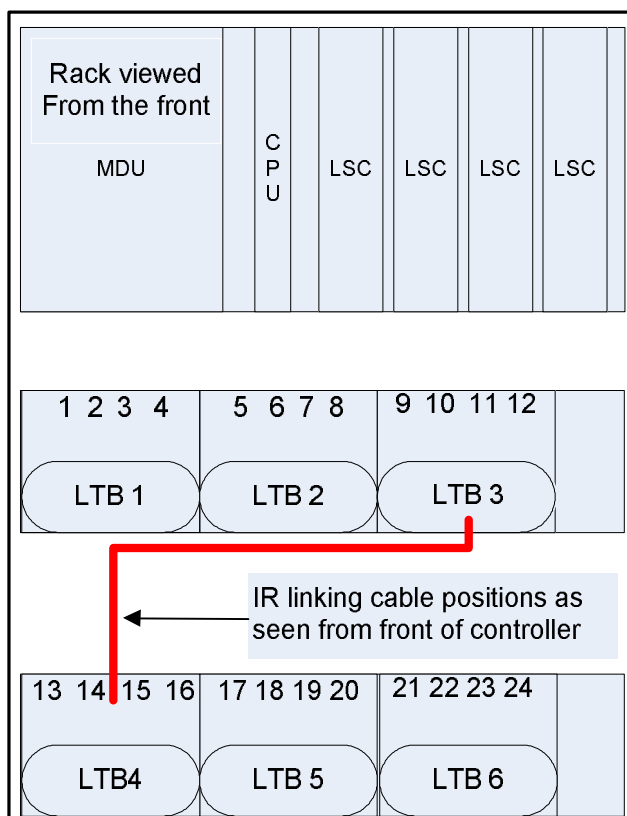 Rack viewed
From the front
MDU
C
P
U
LSC
LSC
LSC
LSC
1 2 3 4
5 6 7 8
9 10 11 12
LTB 1
LTB 2
LTB 3
IR linking cable positions as
seen from front of controller
13 14 15 16
17 18 19 20
21 22 23 24
LTB4
LTB 5
LTB 6